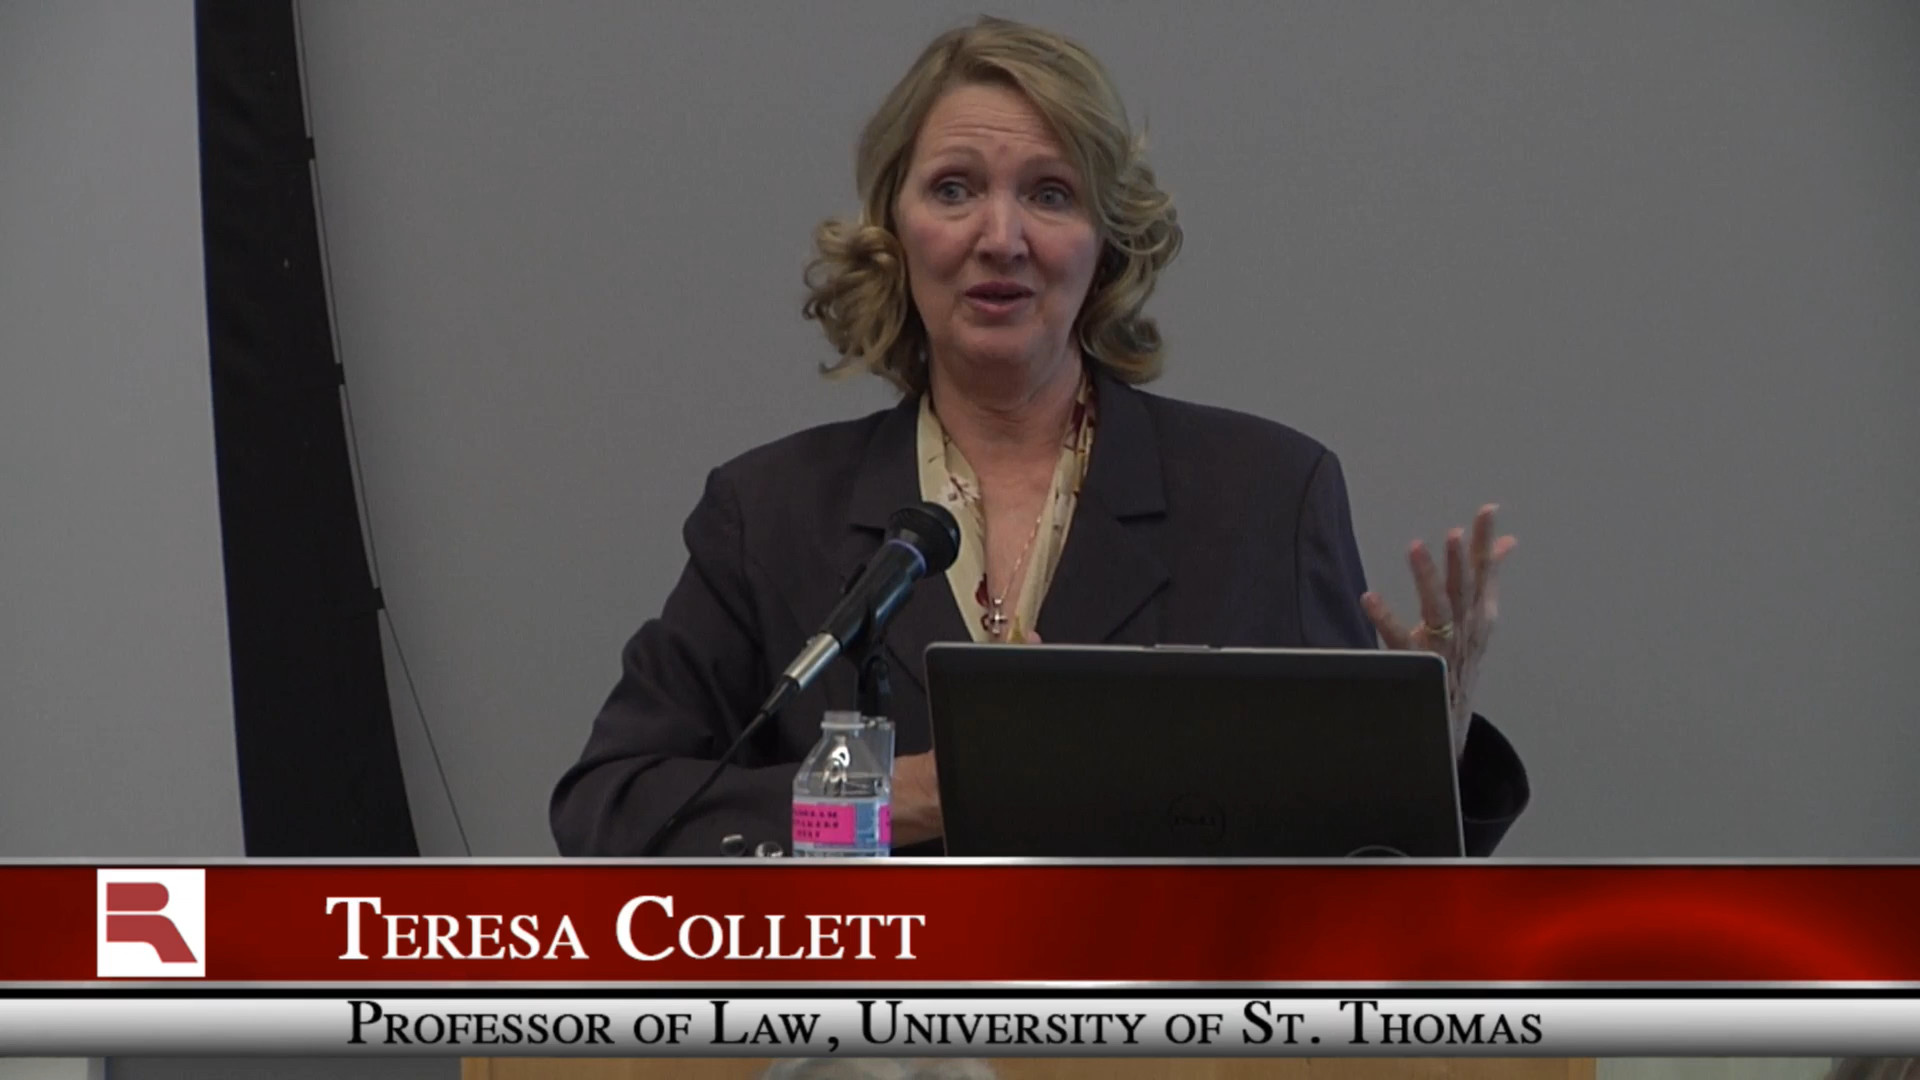 TERESA COLLETT
PROFESSOR OF LAW, UNIVERSITY OF ST. THOMAS